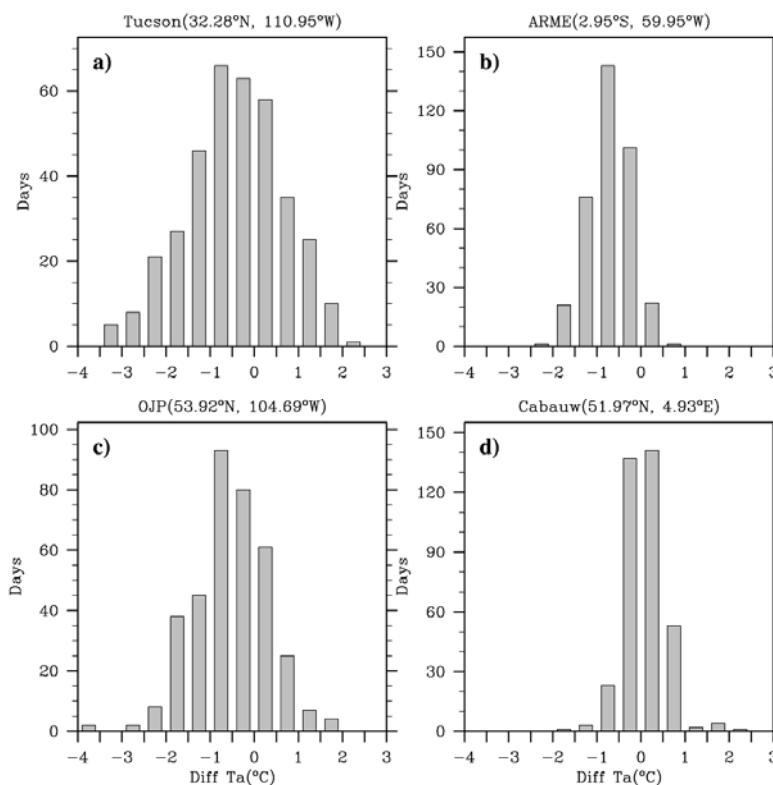 Tucson(32.28°N, 110.95°W)
a)
Days
60
40
20
0
−4 −3 −2 −1 0 1 2 3
ARME(2.95°S, 59.95°W)
b)
Days
150
120
90
60
30
0
−4 −3 −2 −1 0 1 2 3
OJP(53.92°N, 104.69°W)
c)
Days
100
80
60
40
20
0
−4 −3 −2 −1 0 1 2 3
Diff Ta(°C)
Cabauw(51.97°N, 4.93°E)
d)
Days
150
120
90
60
30
0
−4 −3 −2 −1 0 1 2 3
Diff Ta(°C)